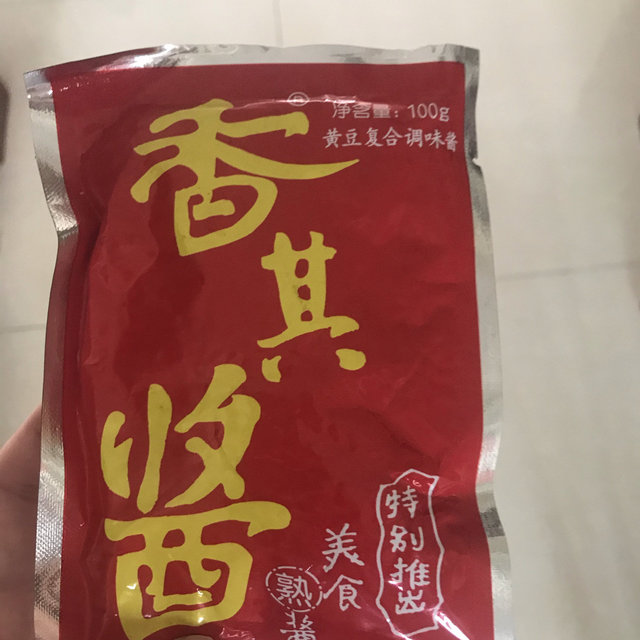 ®
净含量：100g
黄豆复合调味酱
香其酱
特别推出
美食
熟酱